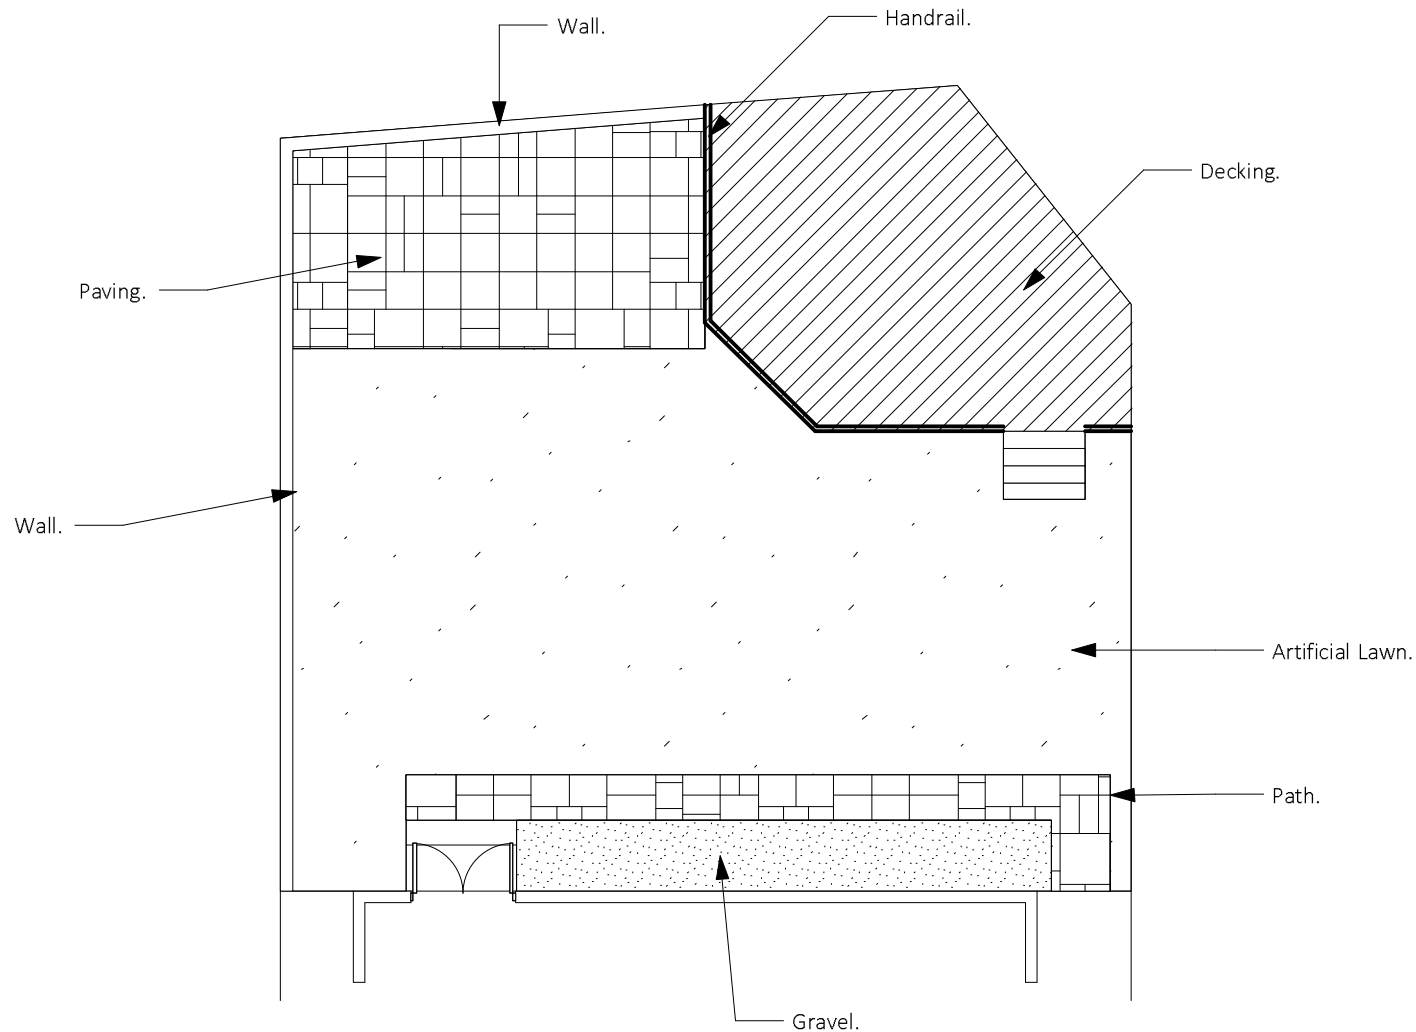 Wall.
Handrail.
Decking.
Paving.
Wall.
Artificial Lawn.
Path.
Gravel.